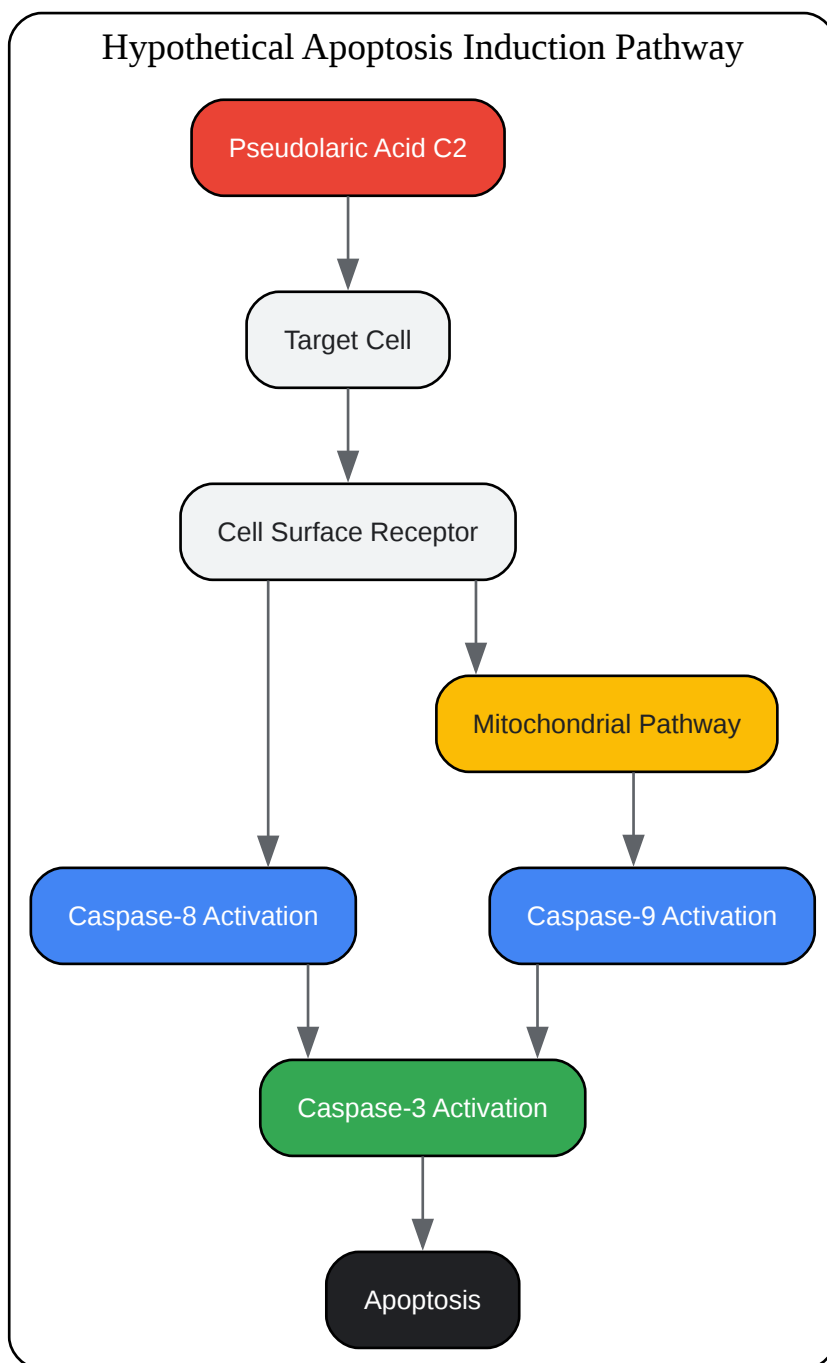 Hypothetical Apoptosis Induction Pathway
Pseudolaric Acid C2
Target Cell
Cell Surface Receptor
Mitochondrial Pathway
Caspase-8 Activation
Caspase-9 Activation
Caspase-3 Activation
Apoptosis